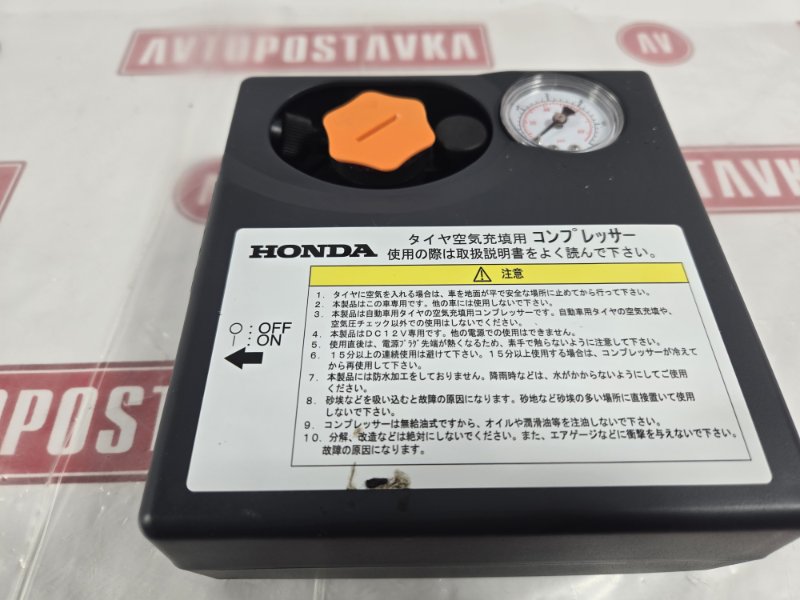 AVTOPOSTAVKA
AV
HONDA
タイヤ空気充填用 コンプレッサー
使用の際は取扱説明書をよく読んで下さい。
⚠ 注意
1. タイヤに空気を入れる場合は、車を地面が平で安全な場所に止めてから行って下さい。
2. 本製品はこの車専用です。他の車には使用しないで下さい。
3. 本製品は自動車用タイヤの空気充填用コンプレッサーです。自動車用タイヤの空気充填や、
空気圧チェック以外での使用はしないでください。
4. 本製品はDC12V専用です。他の電源での使用はできません。
5. 使用直後は、電源プラグ先端が熱くなるため、素手で触らないように注意して下さい。
6. 15分以上の連続使用は避けて下さい。15分以上使用する場合は、コンプレッサーが冷えて
から再使用して下さい。
7. 本製品には防水加工をしておりません。降雨時などは、水がかからないようにしてご使用
ください。
8. 砂埃などを吸い込むと故障の原因になります。砂地など砂埃の多い場所に直接置いて使用
しないで下さい。
9. コンプレッサーは無給油式ですから、オイルや潤滑油等を注油しないで下さい。
10. 分解、改造などは絶対にしないでください。また、エアゲージなどに衝撃を与えないで下さい。
故障の原因になります。
○ : OFF
| : ON
POSTAVKA
AVTOPOST